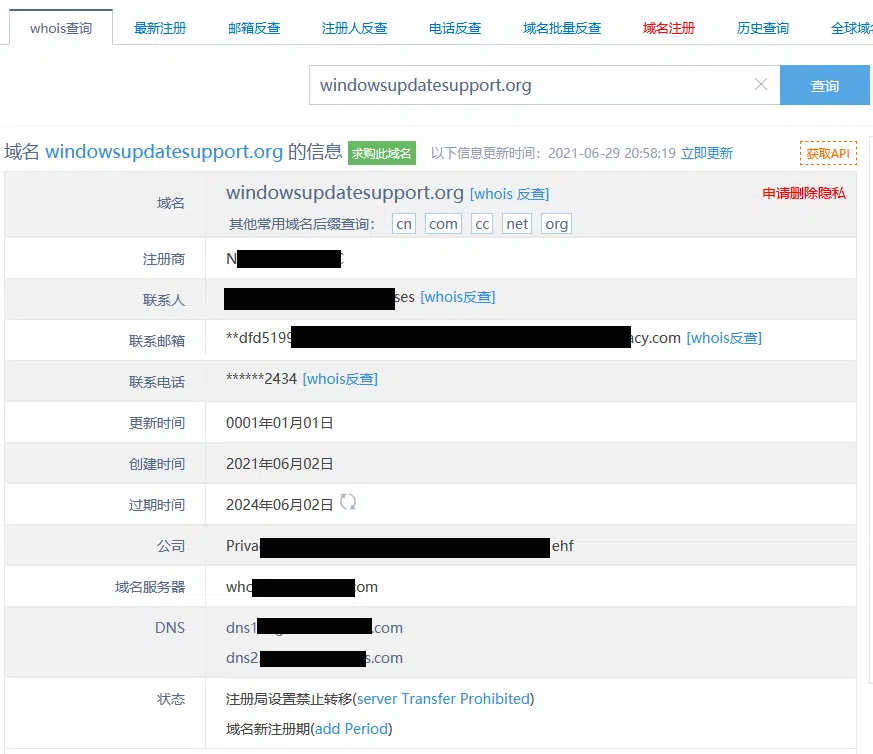 whois查询 最新注册 邮箱反查 注册人反查 电话反查 域名批量反查 域名注册 历史查询 全球域
windowsupdatesupport.org 查询
域名 windowsupdatesupport.org 的信息 求购此域名 以下信息更新时间：2021-06-29 20:58:19 立即更新 获取API
域名 windowsupdatesupport.org [whois 反查] 申请删除隐私
其他常用域名后缀查询： cn com cc net org
注册商 N
联系人 ses [whois反查]
联系邮箱 **dfd5199 acy.com [whois反查]
联系电话 ******2434 [whois反查]
更新时间 0001年01月01日
创建时间 2021年06月02日
过期时间 2024年06月02日
公司 Priva ehf
域名服务器 who om
DNS dns1 .com
dns2. s.com
状态 注册局设置禁止转移(server Transfer Prohibited)
域名新注册期(add Period)